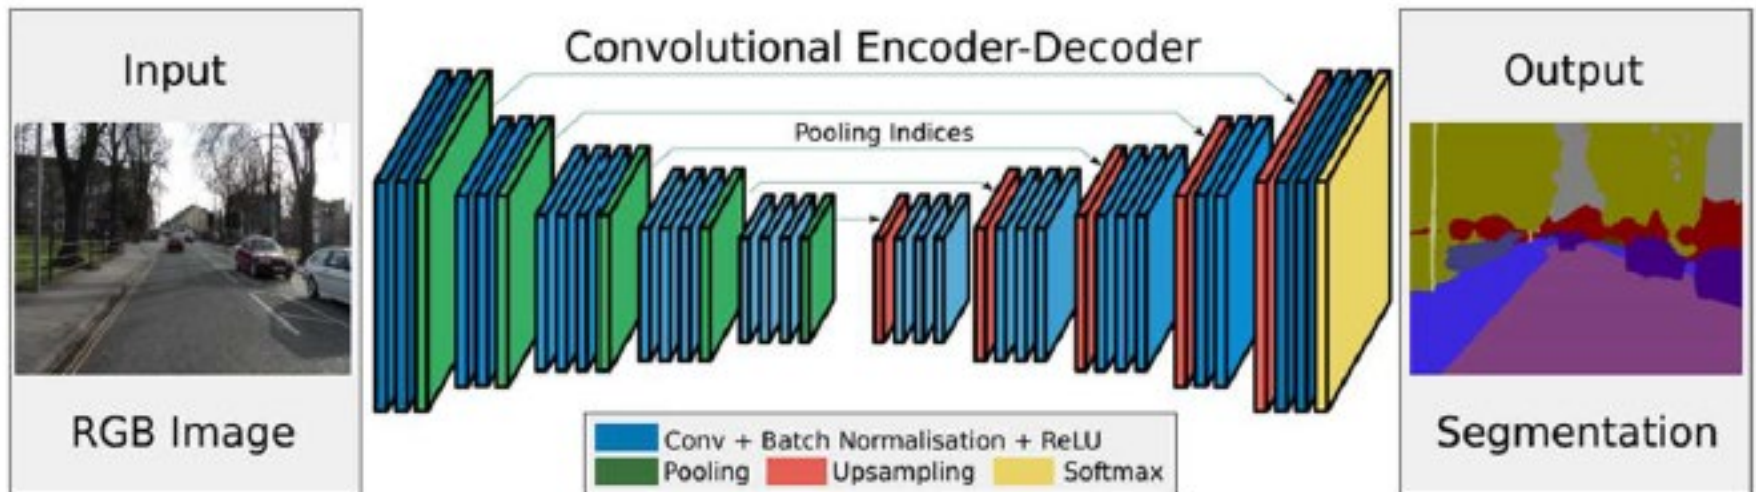 Input
RGB Image
Convolutional Encoder-Decoder
Pooling Indices
Conv + Batch Normalisation + ReLU
Pooling Upsampling Softmax
Output
Segmentation